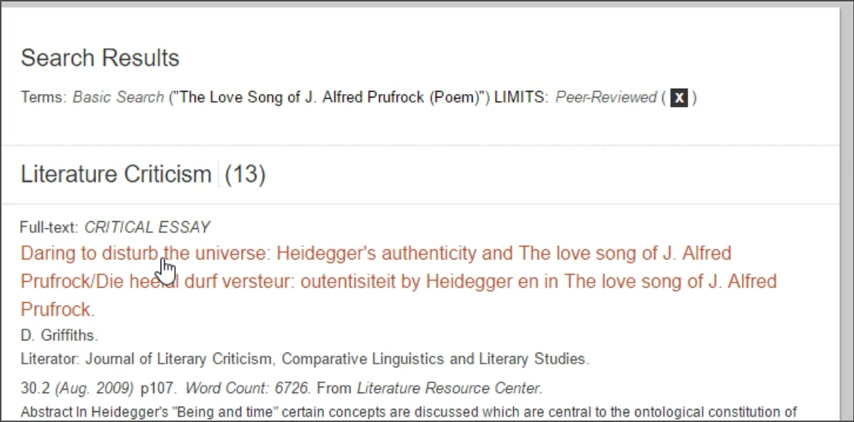 Search Results
Terms: Basic Search ("The Love Song of J. Alfred Prufrock (Poem)") LIMITS: Peer-Reviewed ( X )
Literature Criticism (13)
Full-text: CRITICAL ESSAY
Daring to disturb the universe: Heidegger's authenticity and The love song of J. Alfred
Prufrock/Die heelal durf versteur: outentisiteit by Heidegger en in The love song of J. Alfred
Prufrock.
D. Griffiths.
Literator: Journal of Literary Criticism, Comparative Linguistics and Literary Studies.
30.2 (Aug. 2009) p107. Word Count: 6726. From Literature Resource Center.
Abstract In Heidegger's "Being and time" certain concepts are discussed which are central to the ontological constitution of